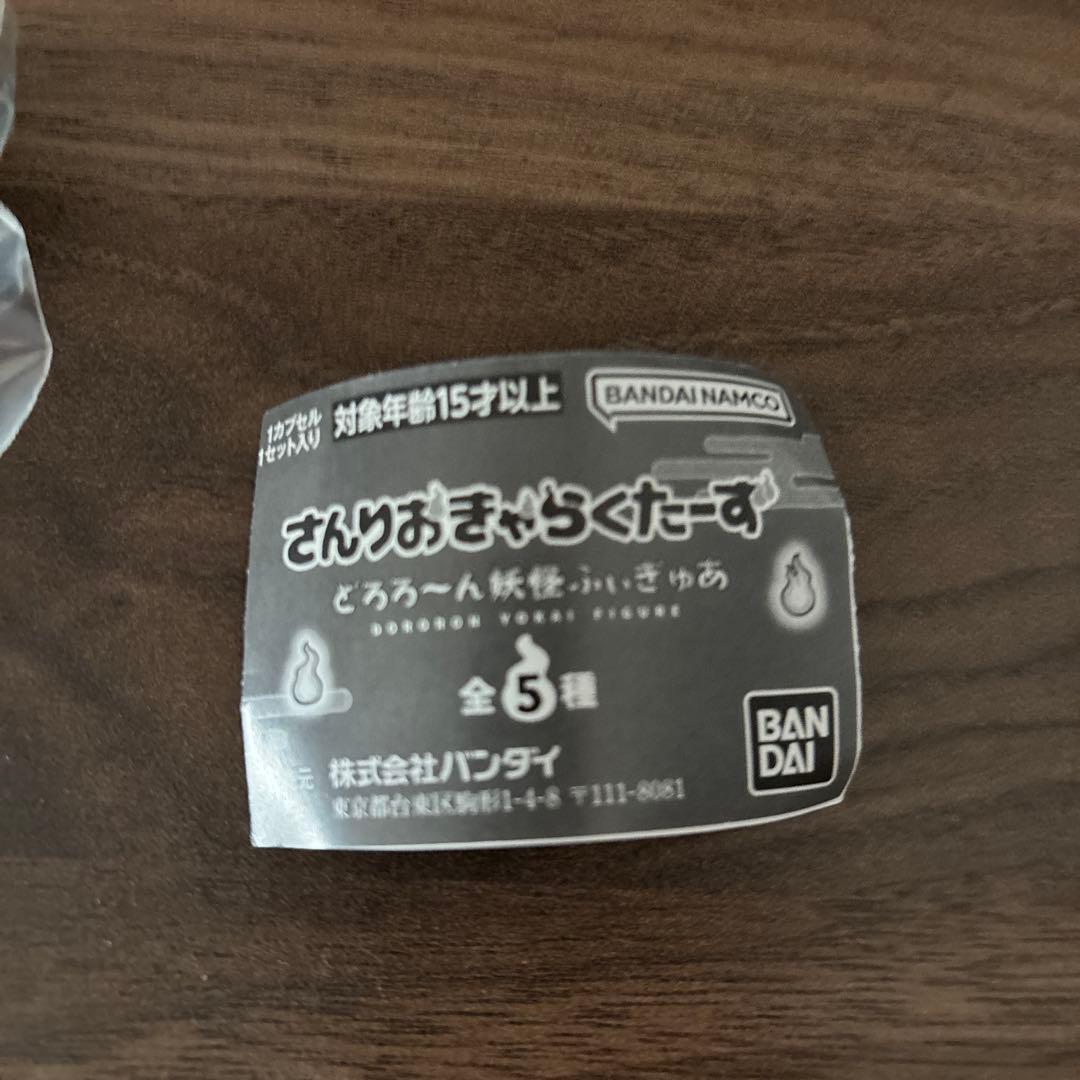 1カプセル
1セット入り
対象年齢15才以上
BANDAI NAMCO
さんりおきゃらくたーず
どろろ〜ん妖怪ふぃぎゅあ
DORORON YOKAI FIGURE
全5種
元 株式会社バンダイ
東京都台東区駒形1-4-8 〒111-8081
BAN
DAI